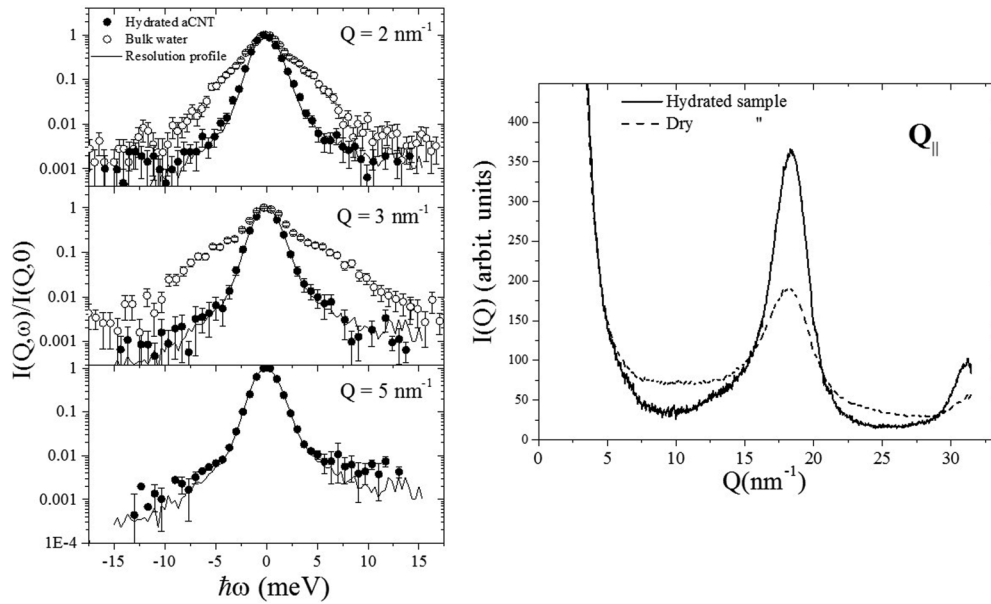 Hydrated aCNT
Bulk water
Resolution profile
Q = 2 nm⁻¹
1
0.1
0.01
0.001
Q = 3 nm⁻¹
1
0.1
0.01
0.001
Q = 5 nm⁻¹
1
0.1
0.01
0.001
1E-4
I(Q,ω)/I(Q,0)
-15 -10 -5 0 5 10 15
ħω (meV)
Hydrated sample
Dry "
Q||
400
350
300
250
200
150
100
50
0
I(Q) (arbit. units)
0 5 10 15 20 25 30
Q(nm⁻¹)